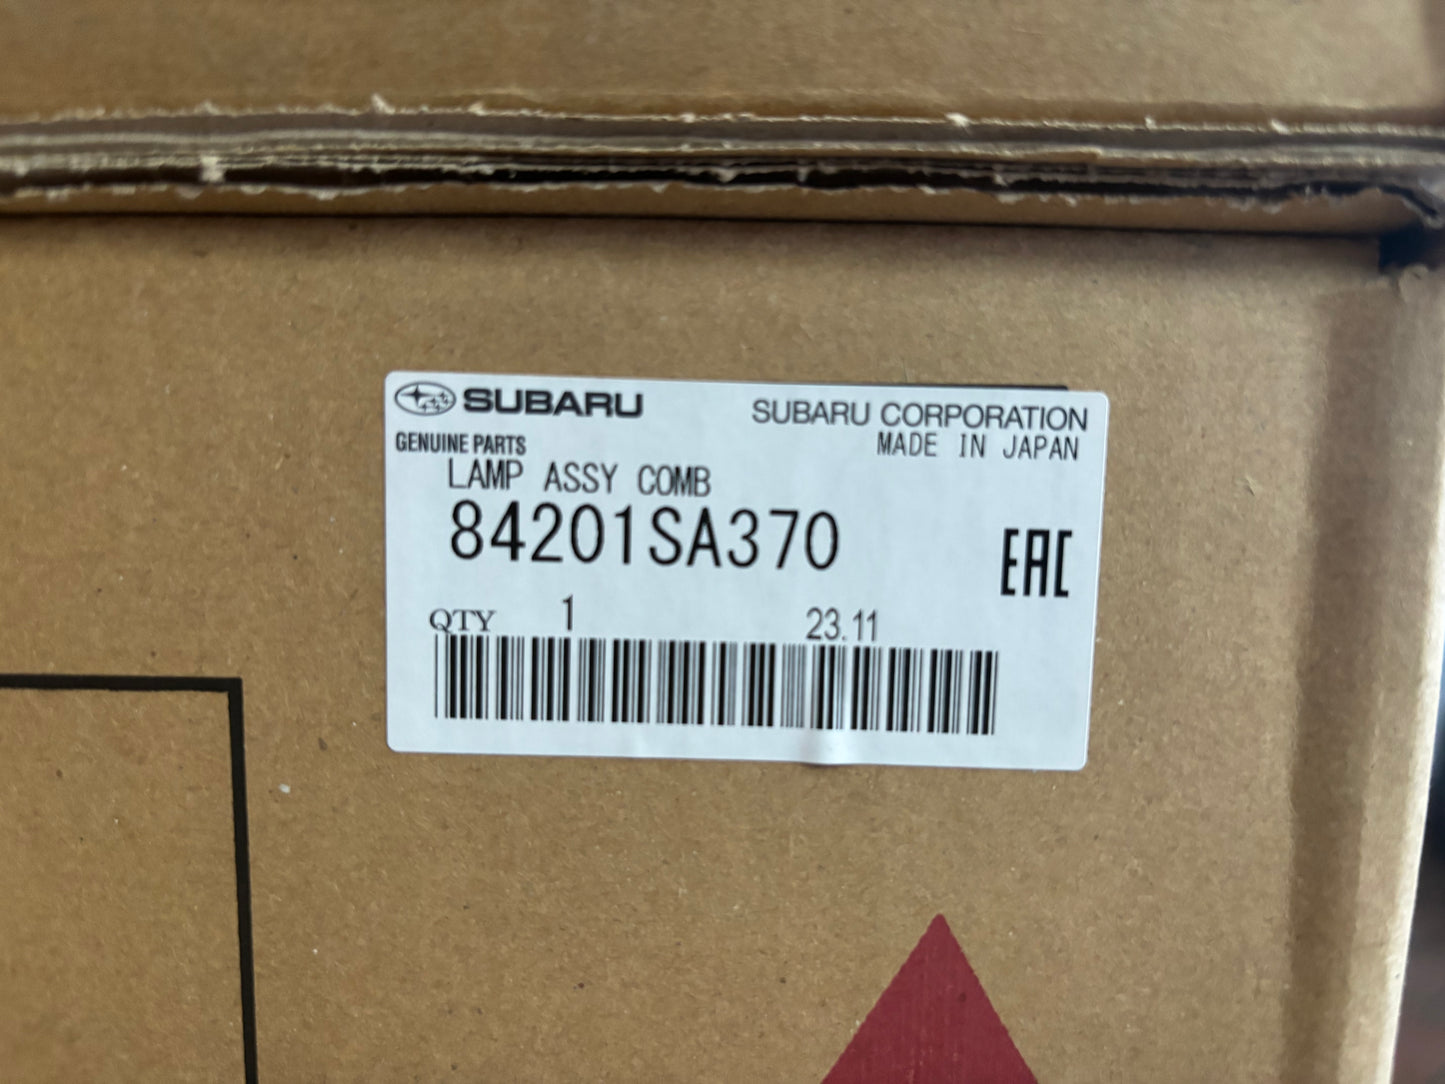 SUBARU
SUBARU CORPORATION
GENUINE PARTS
MADE IN JAPAN
LAMP ASSY COMB
84201SA370
EAC
QTY 1 23.11